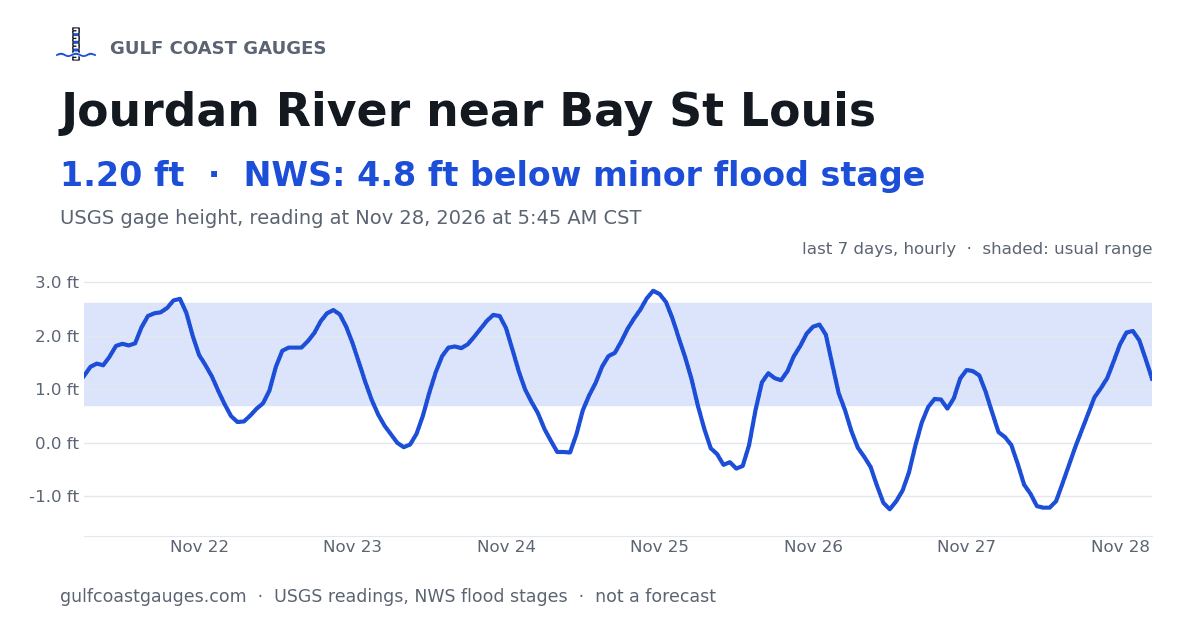 GULF COAST GAUGES
Jourdan River near Bay St Louis
1.20 ft · NWS: 4.8 ft below minor flood stage
USGS gage height, reading at Nov 28, 2026 at 5:45 AM CST
last 7 days, hourly · shaded: usual range
3.0 ft
2.0 ft
1.0 ft
0.0 ft
-1.0 ft
Nov 22 Nov 23 Nov 24 Nov 25 Nov 26 Nov 27 Nov 28
gulfcoastgauges.com · USGS readings, NWS flood stages · not a forecast